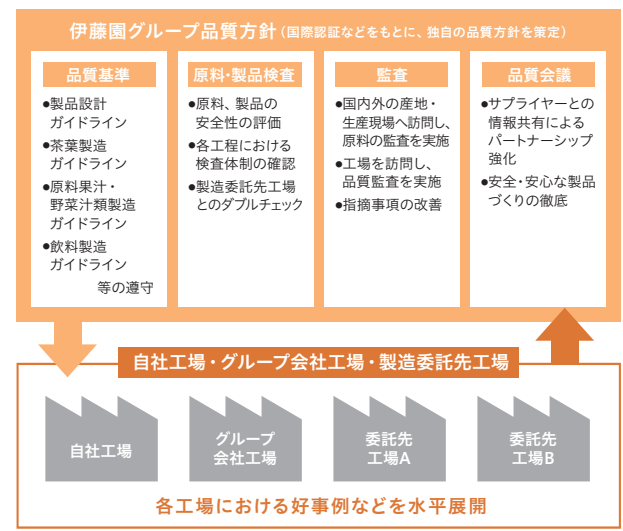 伊藤園グループ品質方針(国際認証などをもとに、独自の品質方針を策定)
品質基準
●製品設計
ガイドライン
●茶葉製造
ガイドライン
●原料果汁・
野菜汁類製造
ガイドライン
●飲料製造
ガイドライン
等の遵守
原料・製品検査
●原料、製品の
安全性の評価
●各工程における
検査体制の確認
●製造委託先工場
とのダブルチェック
監査
●国内外の産地・
生産現場へ訪問し、
原料の監査を実施
●工場を訪問し、
品質監査を実施
●指摘事項の改善
品質会議
●サプライヤーとの
情報共有による
パートナーシップ
強化
●安全・安心な製品
づくりの徹底
自社工場・グループ会社工場・製造委託先工場
自社工場
グループ
会社工場
委託先
工場A
委託先
工場B
各工場における好事例などを水平展開